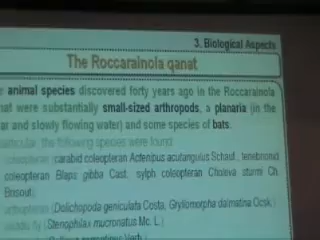 3. Biological Aspects
The Roccarainola qanat
animal species discovered forty years ago in the Roccarainola
were substantially small-sized arthropods, a planaria (in the
and slowly flowing water) and some species of bats.
the following species were found:
coleopteran (carabid coleopteran Actenipus acutangulus Schauf., tenebrionid
coleopteran Blaps gibba Cast. sylph coleopteran Choleva sturmi Ch.
Brisout)
(Dolichopoda geniculata Costa, Gryllomorpha dalmatina Ocsk.)
fly (Stenophilax mucronatus Mc. L.)